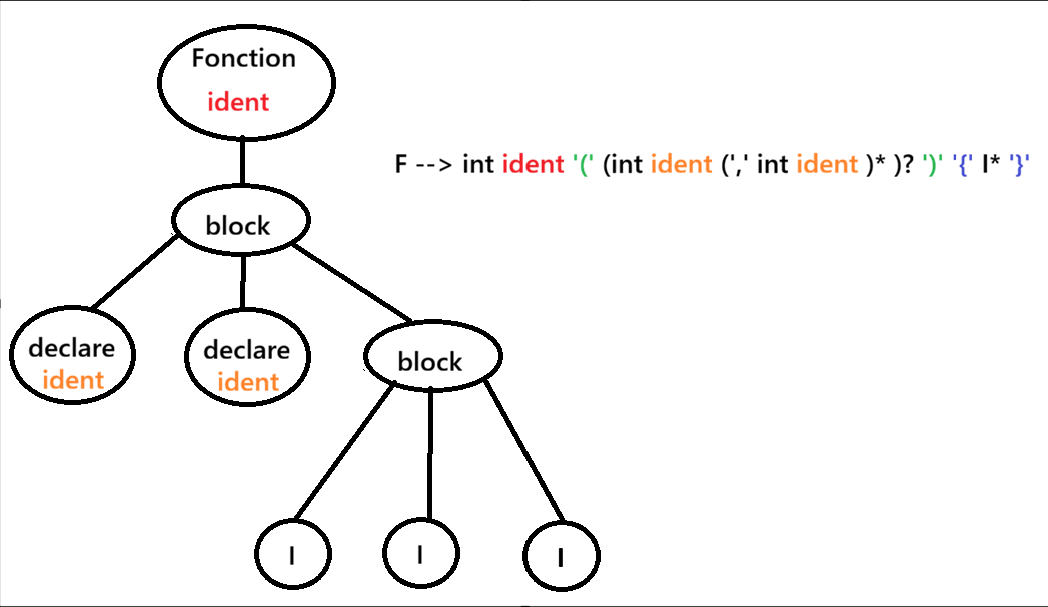 Fonction
ident
F --> int ident '(' (int ident (',' int ident )* )? ')' '{' I* '}'
block
declare
ident
declare
ident
block
I
I
I